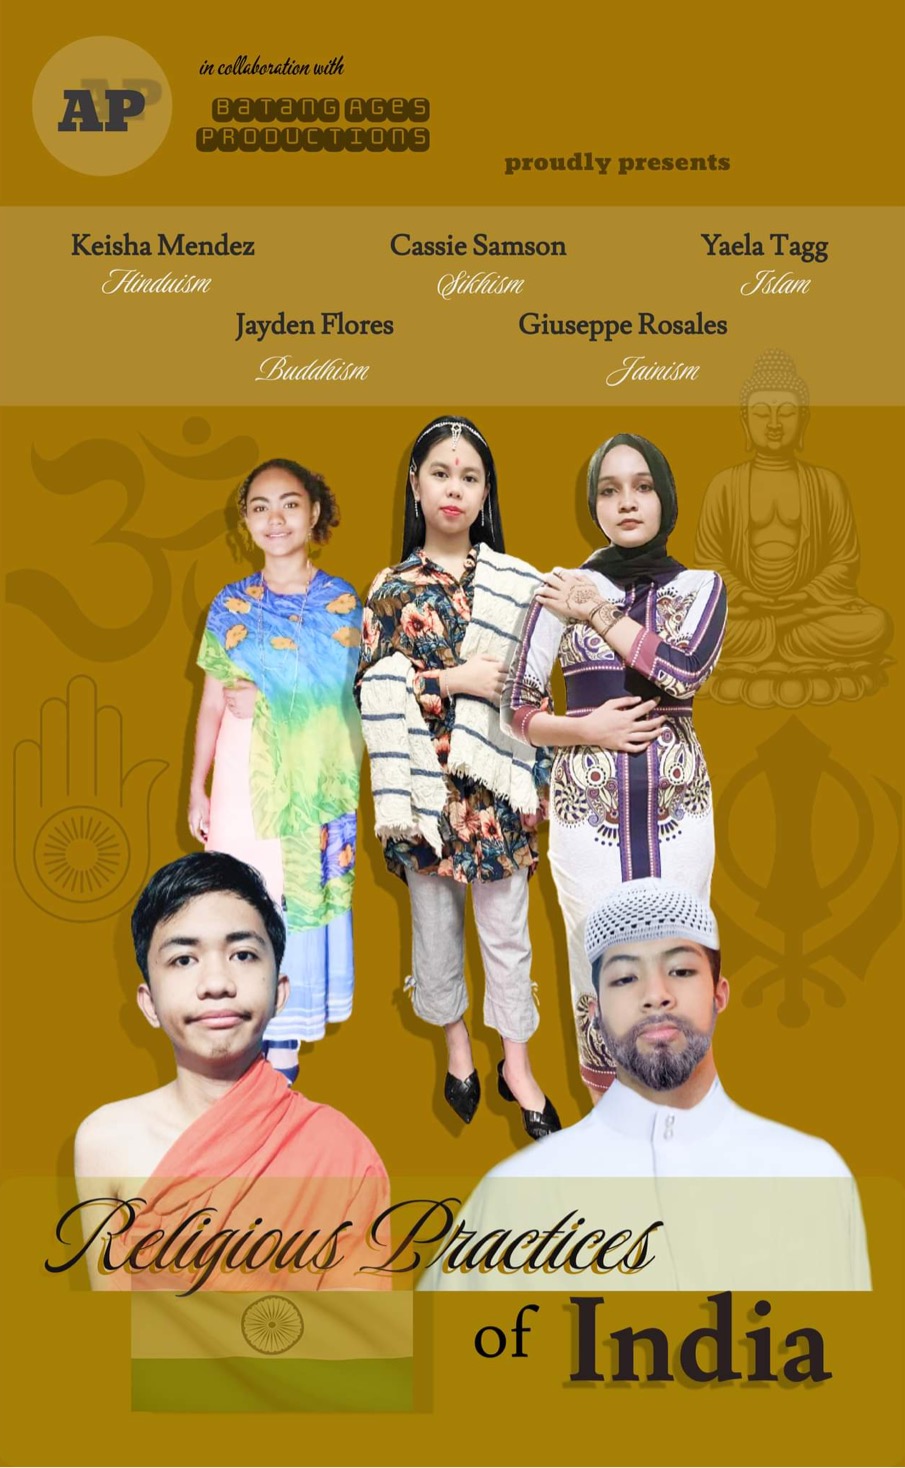 AP
in collaboration with
BaTaNG AGeS
PRODUCTIONS
proudly presents
Keisha Mendez Cassie Samson Yaela Tagg
Hinduism Sikhism Islam
Jayden Flores Giuseppe Rosales
Buddhism Jainism
Religious Practices
of India